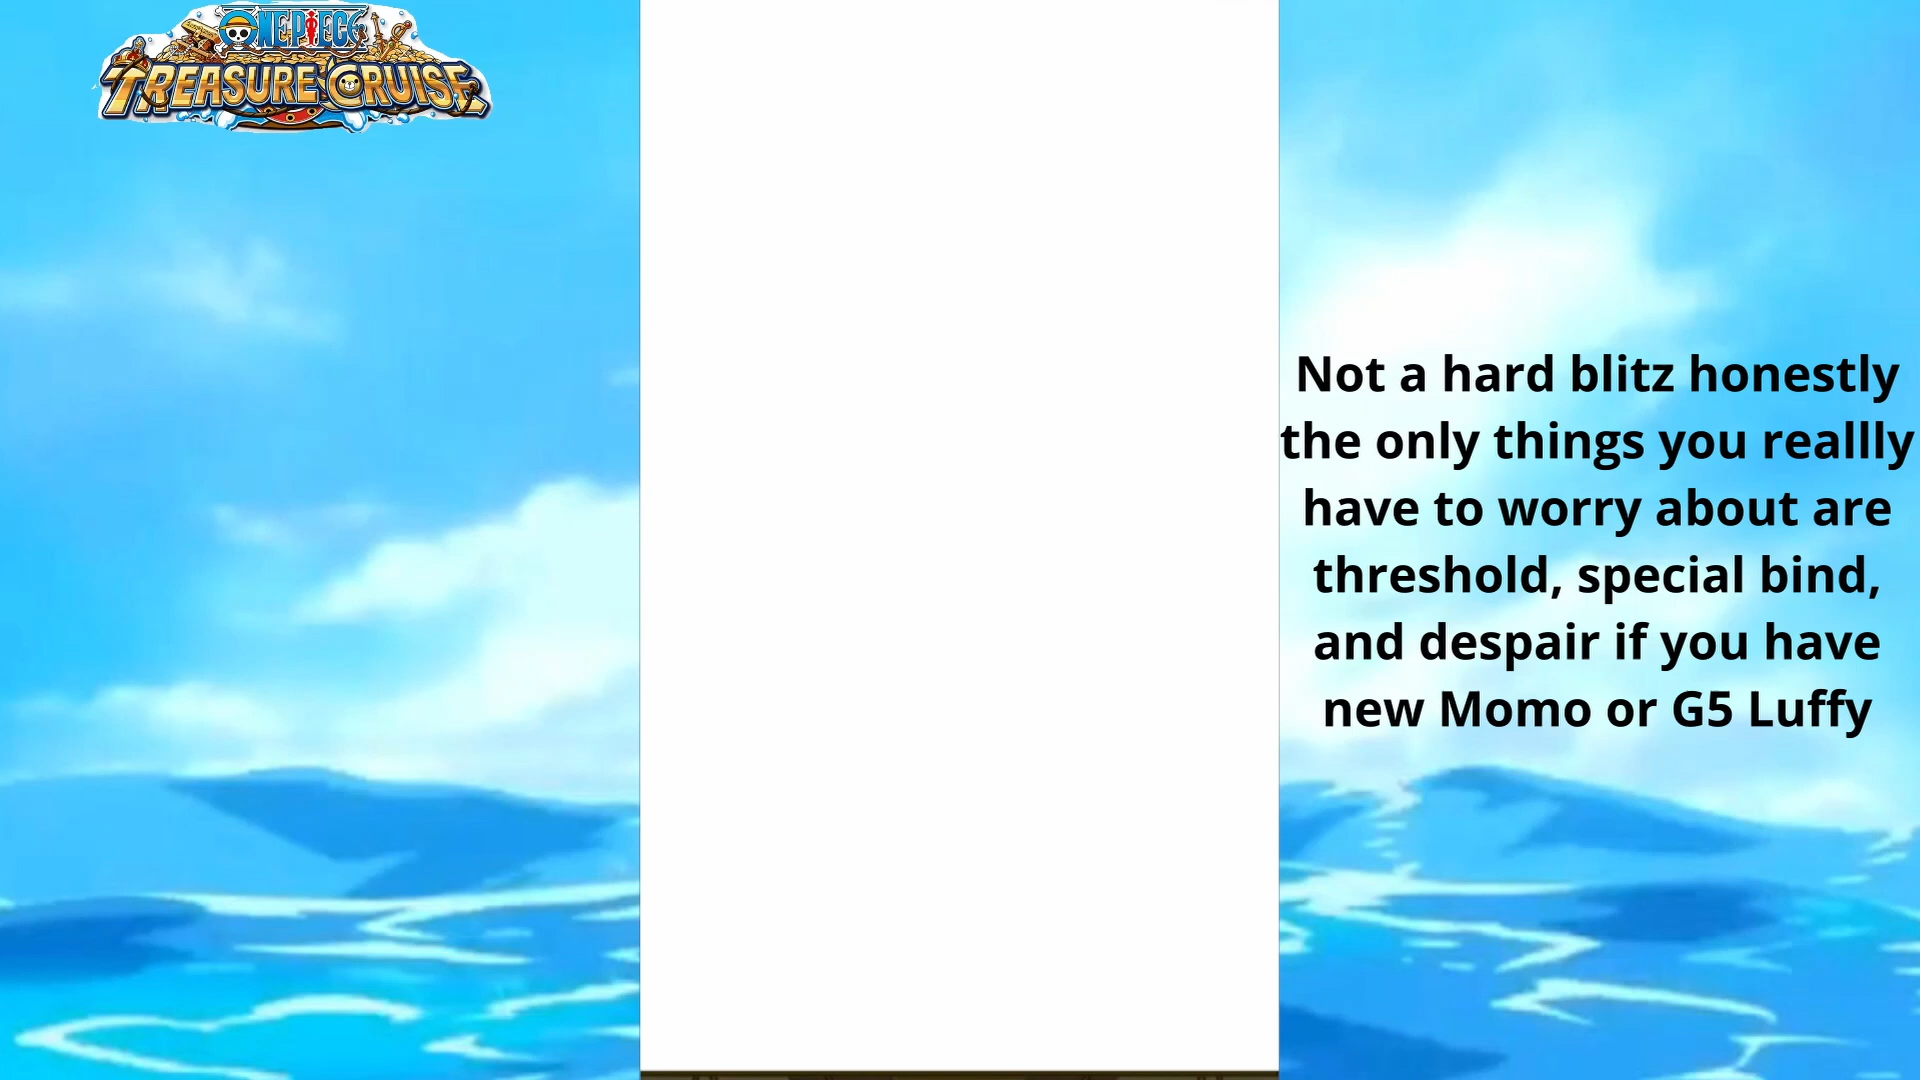 ONE PIECE
TREASURE CRUISE
Not a hard blitz honestly
the only things you reallly
have to worry about are
threshold, special bind,
and despair if you have
new Momo or G5 Luffy